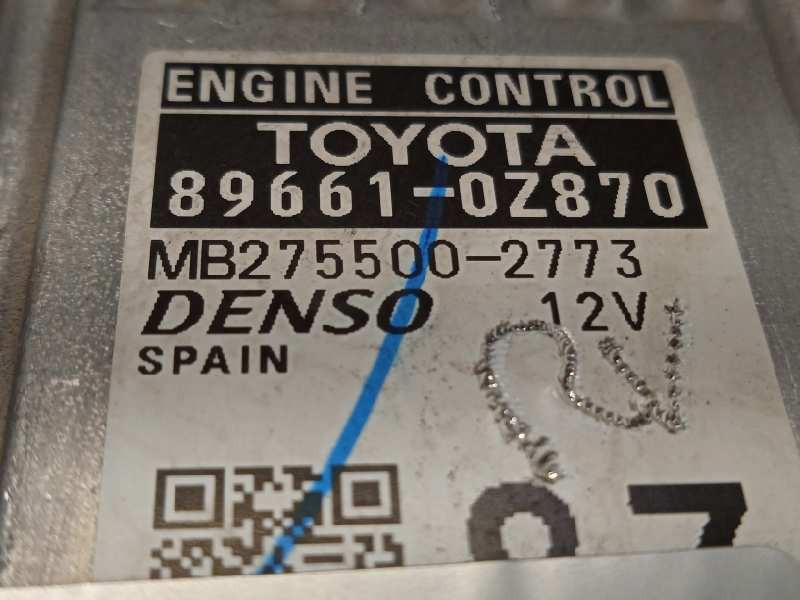 ENGINE CONTROL
TOYOTA
89661-0Z870
MB275500-2773
DENSO 12V
SPAIN